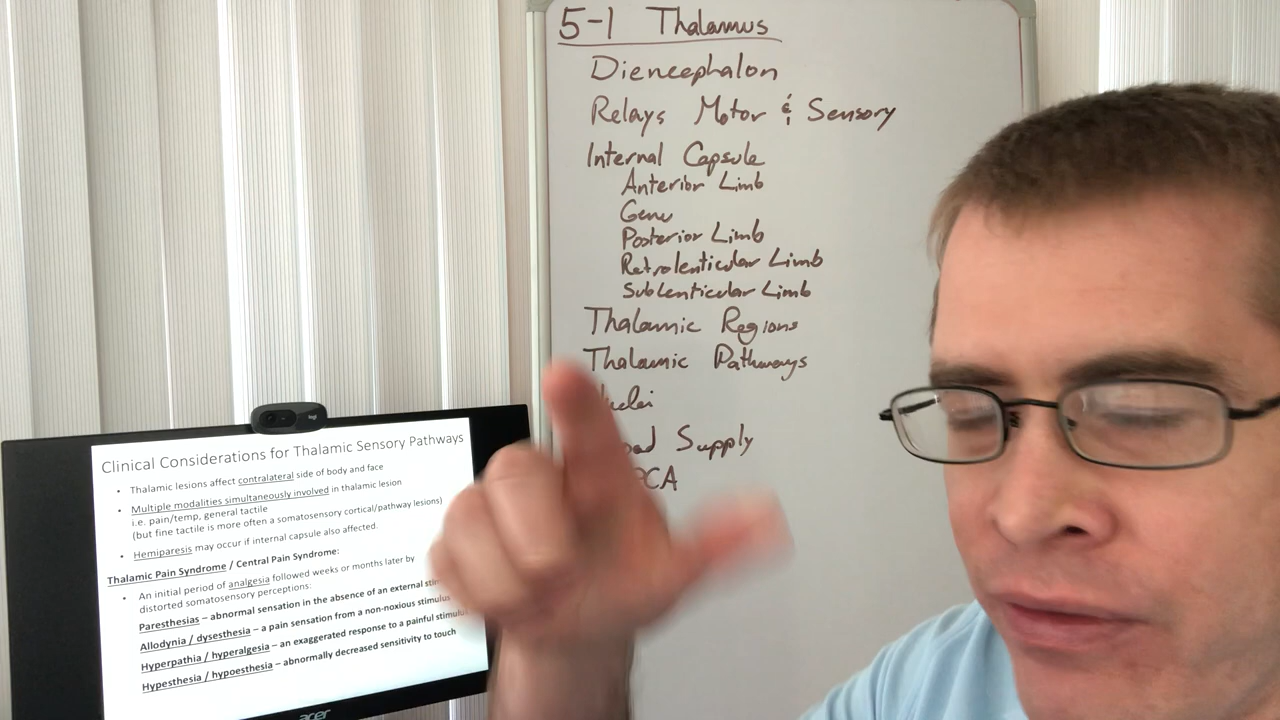 5-1 Thalamus
Diencephalon
Relays Motor & Sensory
Internal Capsule
Anterior Limb
Genu
Posterior Limb
Retrolenticular Limb
Sublenticular Limb
Thalamic Regions
Thalamic Pathways
Supply
Clinical Considerations for Thalamic Sensory Pathways
• Thalamic lesions affect contralateral side of body and face
• Multiple modalities simultaneously involved in thalamic lesion
i.e. pain/temp, general tactile
(but fine tactile is more often a somatosensory cortical/pathway lesions)
• Hemiparesis may occur if internal capsule also affected.
Thalamic Pain Syndrome / Central Pain Syndrome:
• An initial period of analgesia followed weeks or months later by
distorted somatosensory perceptions:
Paresthesias – abnormal sensation in the absence of an external
Allodynia / dysesthesia – a pain sensation from a non-noxious stimulus
Hyperpathia / hyperalgesia – an exaggerated response to a painful
Hypesthesia / hypoesthesia – abnormally decreased sensitivity to touch
acer